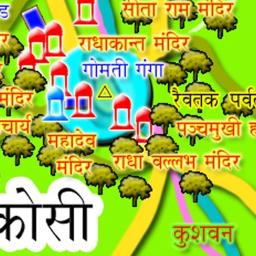 सीता राम मंदिर
राधाकान्त मंदिर
गोमती गंगा
रैवतक पर्वत
मंदिर
चार्य
पञ्चमुखी ह
महादेव
मंदिर
राधा वल्लभ मंदिर
कोसी
कुशवन